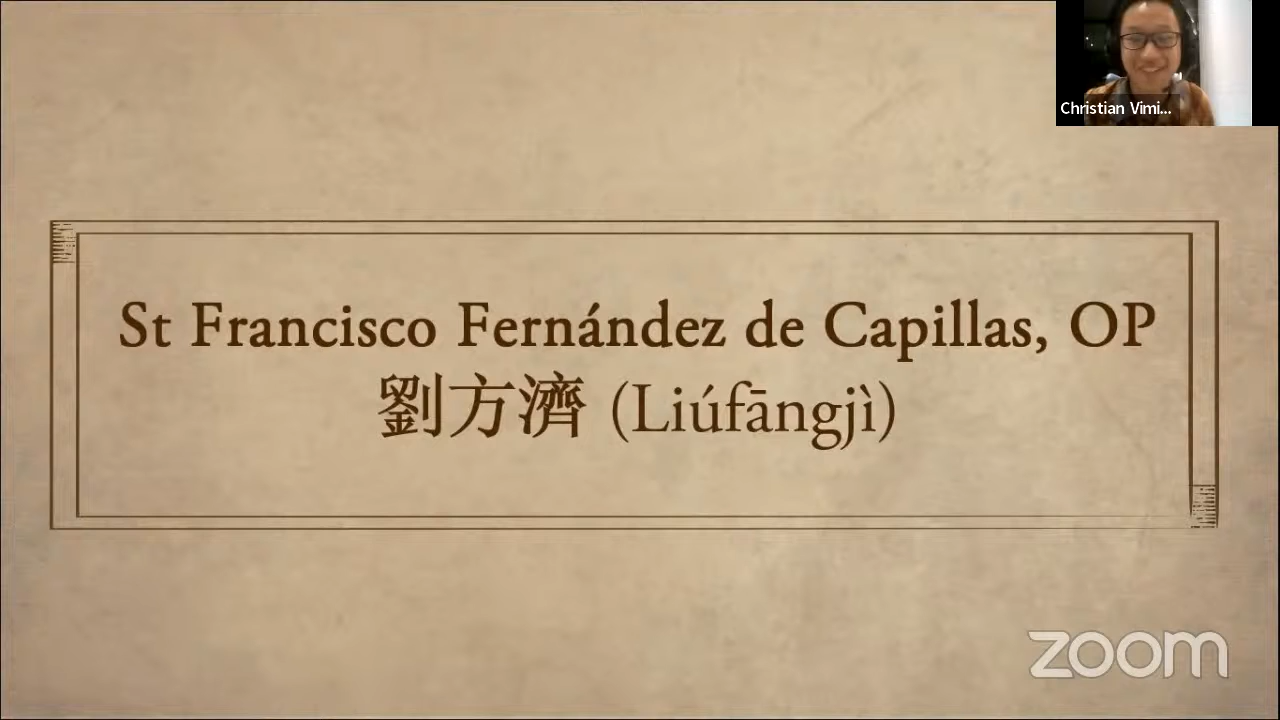 Christian Vimi...
St Francisco Fernández de Capillas, OP
劉方濟 (Liúfāngjì)
zoom